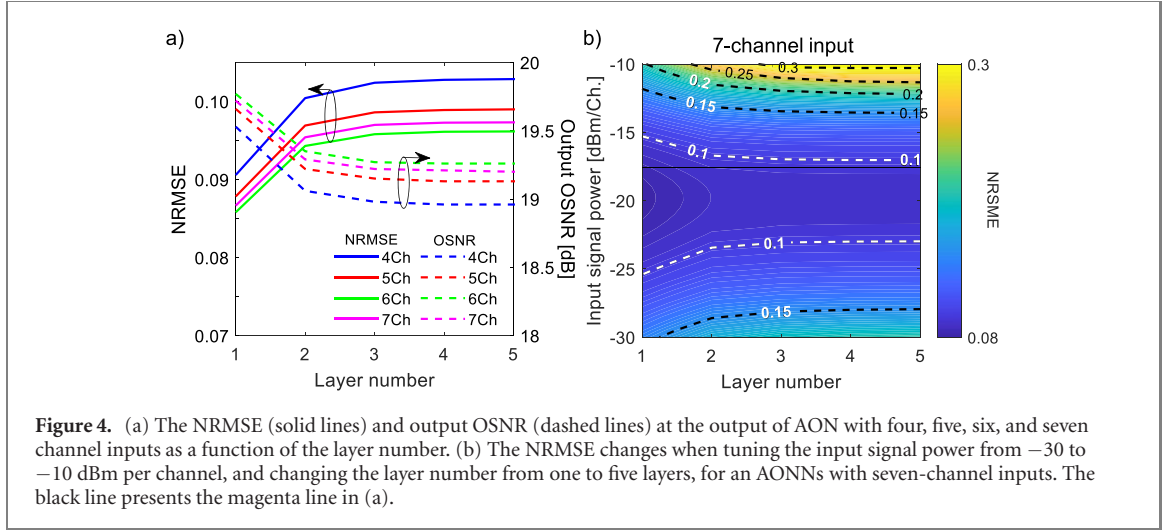 a)
NRMSE
0.10
0.09
0.08
0.07
20
19.5
19
18.5
18
Output OSNR [dB]
NRMSE OSNR
4Ch 4Ch
5Ch 5Ch
6Ch 6Ch
7Ch 7Ch
1 2 3 4 5
Layer number
b)
7-channel input
Input signal power [dBm/Ch.]
-10
-15
-20
-25
-30
0.3
0.25
0.3
0.2
0.2
0.15
0.15
0.1
0.1
0.1
0.15
1 2 3 4 5
Layer number
0.3
0.08
NRSME
Figure 4. (a) The NRMSE (solid lines) and output OSNR (dashed lines) at the output of AON with four, five, six, and seven
channel inputs as a function of the layer number. (b) The NRMSE changes when tuning the input signal power from −30 to
−10 dBm per channel, and changing the layer number from one to five layers, for an AONNs with seven-channel inputs. The
black line presents the magenta line in (a).